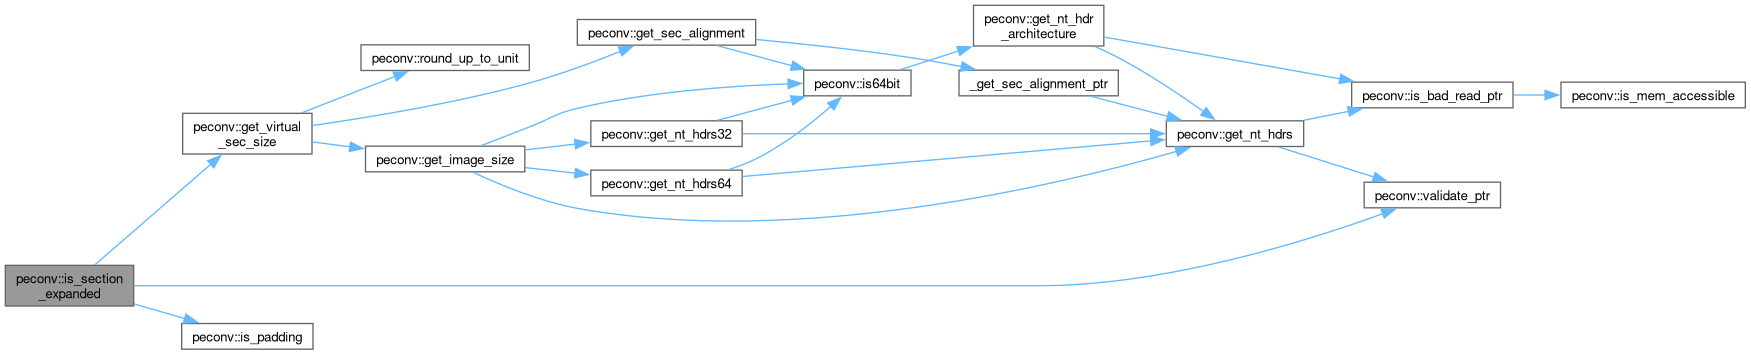 peconv::is_section
_expanded
peconv::get_virtual
_sec_size
peconv::is_padding
peconv::round_up_to_unit
peconv::get_image_size
peconv::get_sec_alignment
peconv::get_nt_hdrs32
peconv::get_nt_hdrs64
peconv::is64bit
peconv::get_nt_hdr
_architecture
_get_sec_alignment_ptr
peconv::get_nt_hdrs
peconv::is_bad_read_ptr
peconv::validate_ptr
peconv::is_mem_accessible